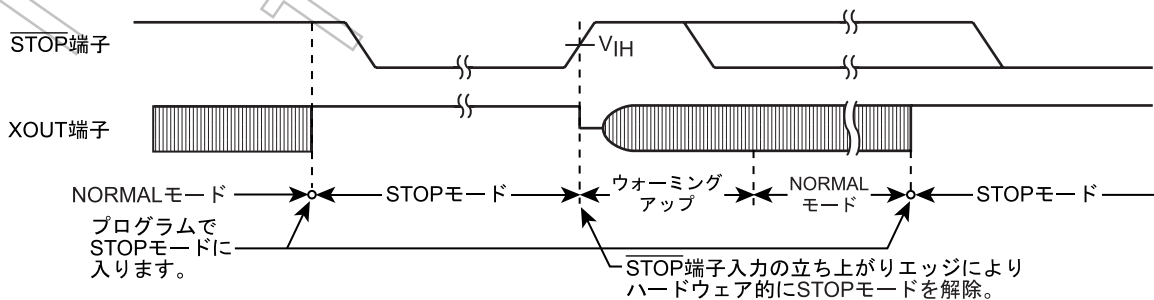 STOP端子
VIH
XOUT端子
NORMALモード
STOPモード
ウォーミング
アップ
NORMAL
モード
STOPモード
プログラムで
STOPモードに
入ります。
STOP端子入力の立ち上がりエッジにより
ハードウェア的にSTOPモードを解除。